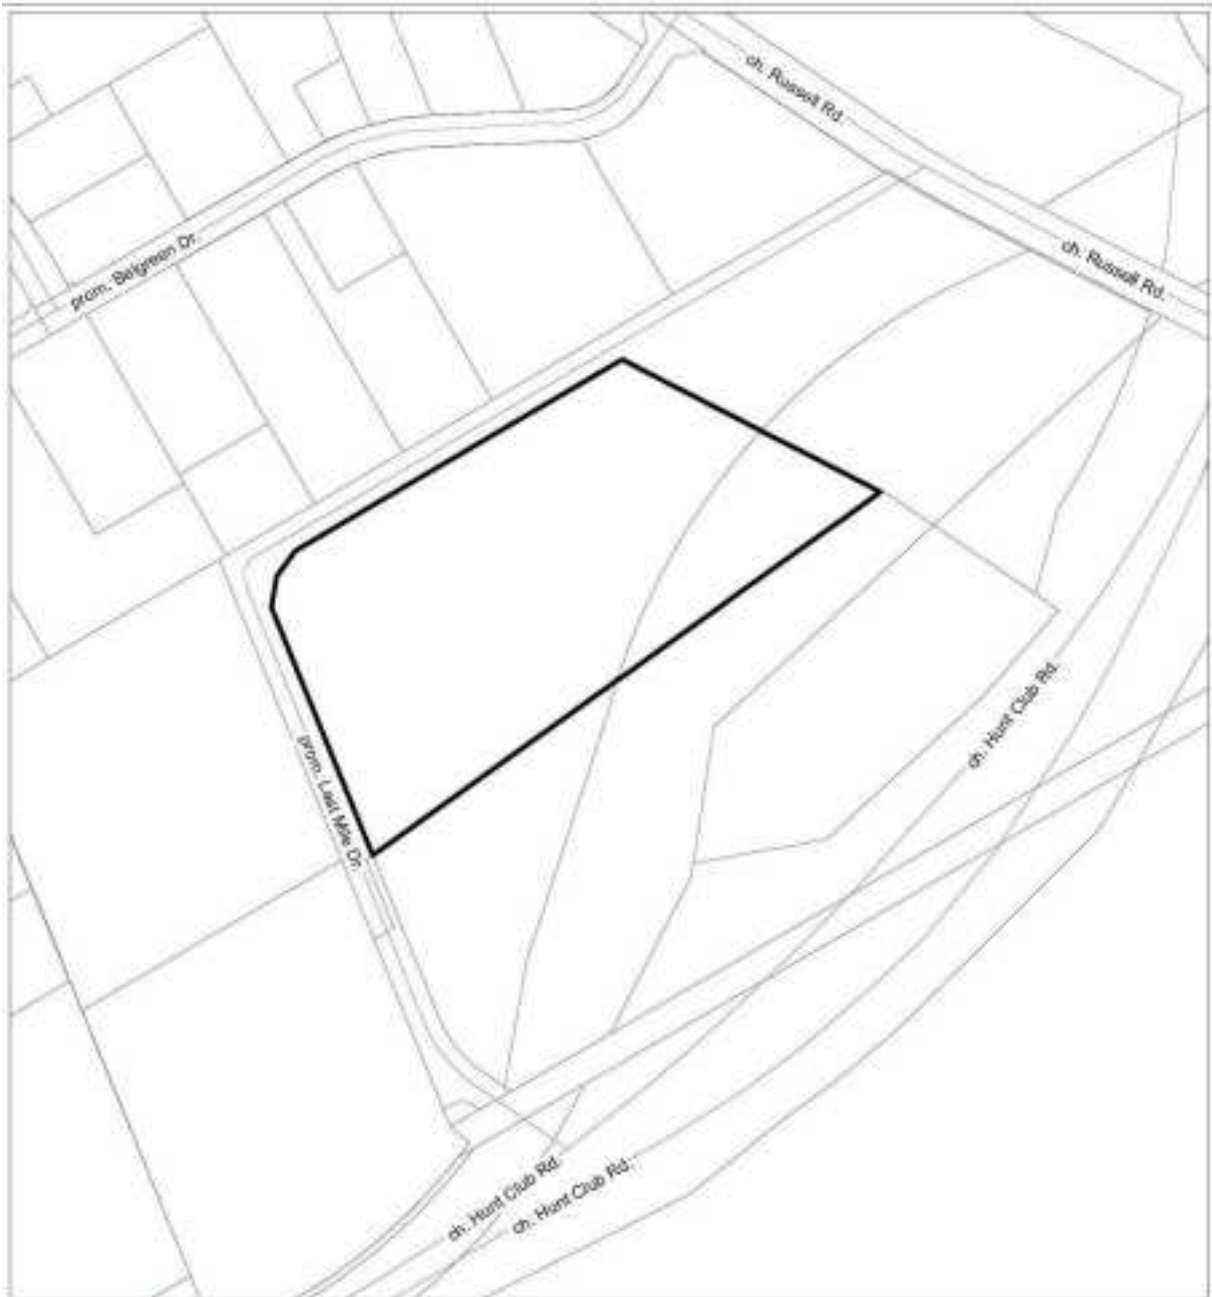 ch. Russell Rd.
prom. Belgreen Dr.
ch. Russell Rd.
ch. Hunt Club Rd.
prom. Last Mile Dr.
ch. Hunt Club Rd.
ch. Hunt Club Rd.